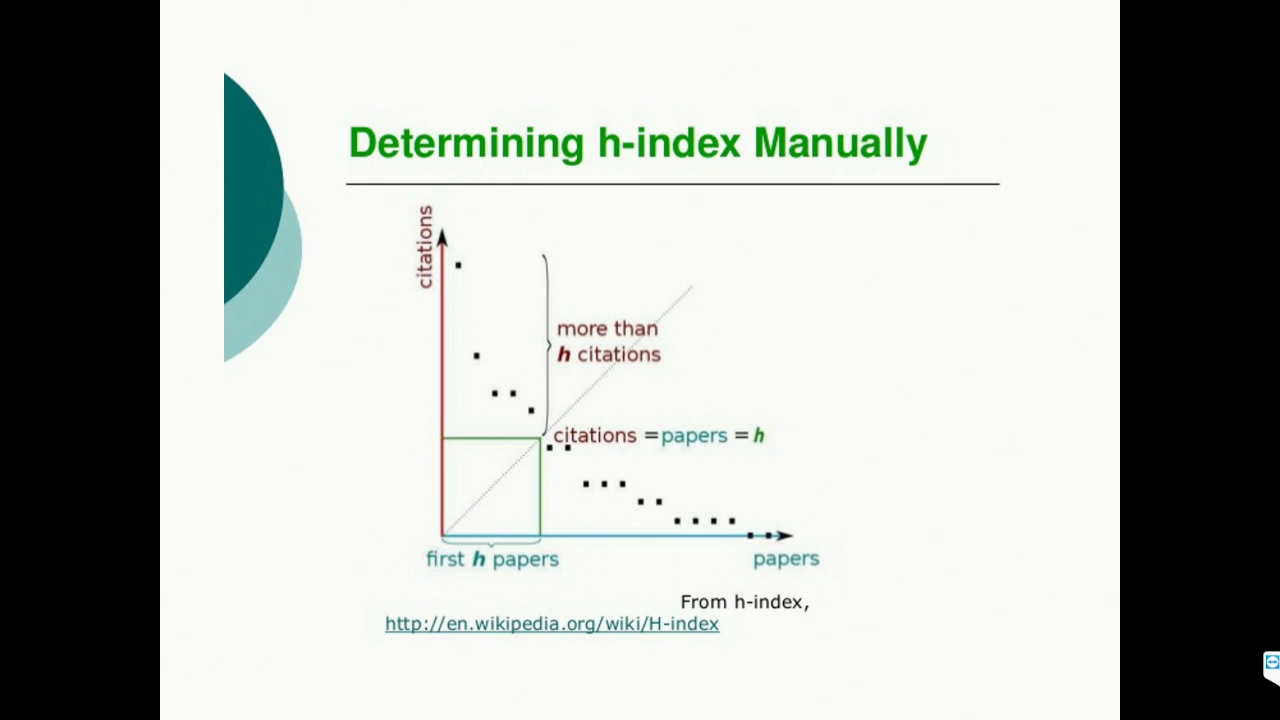 Determining h-index Manually
citations
more than
h citations
citations =papers = h
first h papers
papers
From h-index,
http://en.wikipedia.org/wiki/H-index